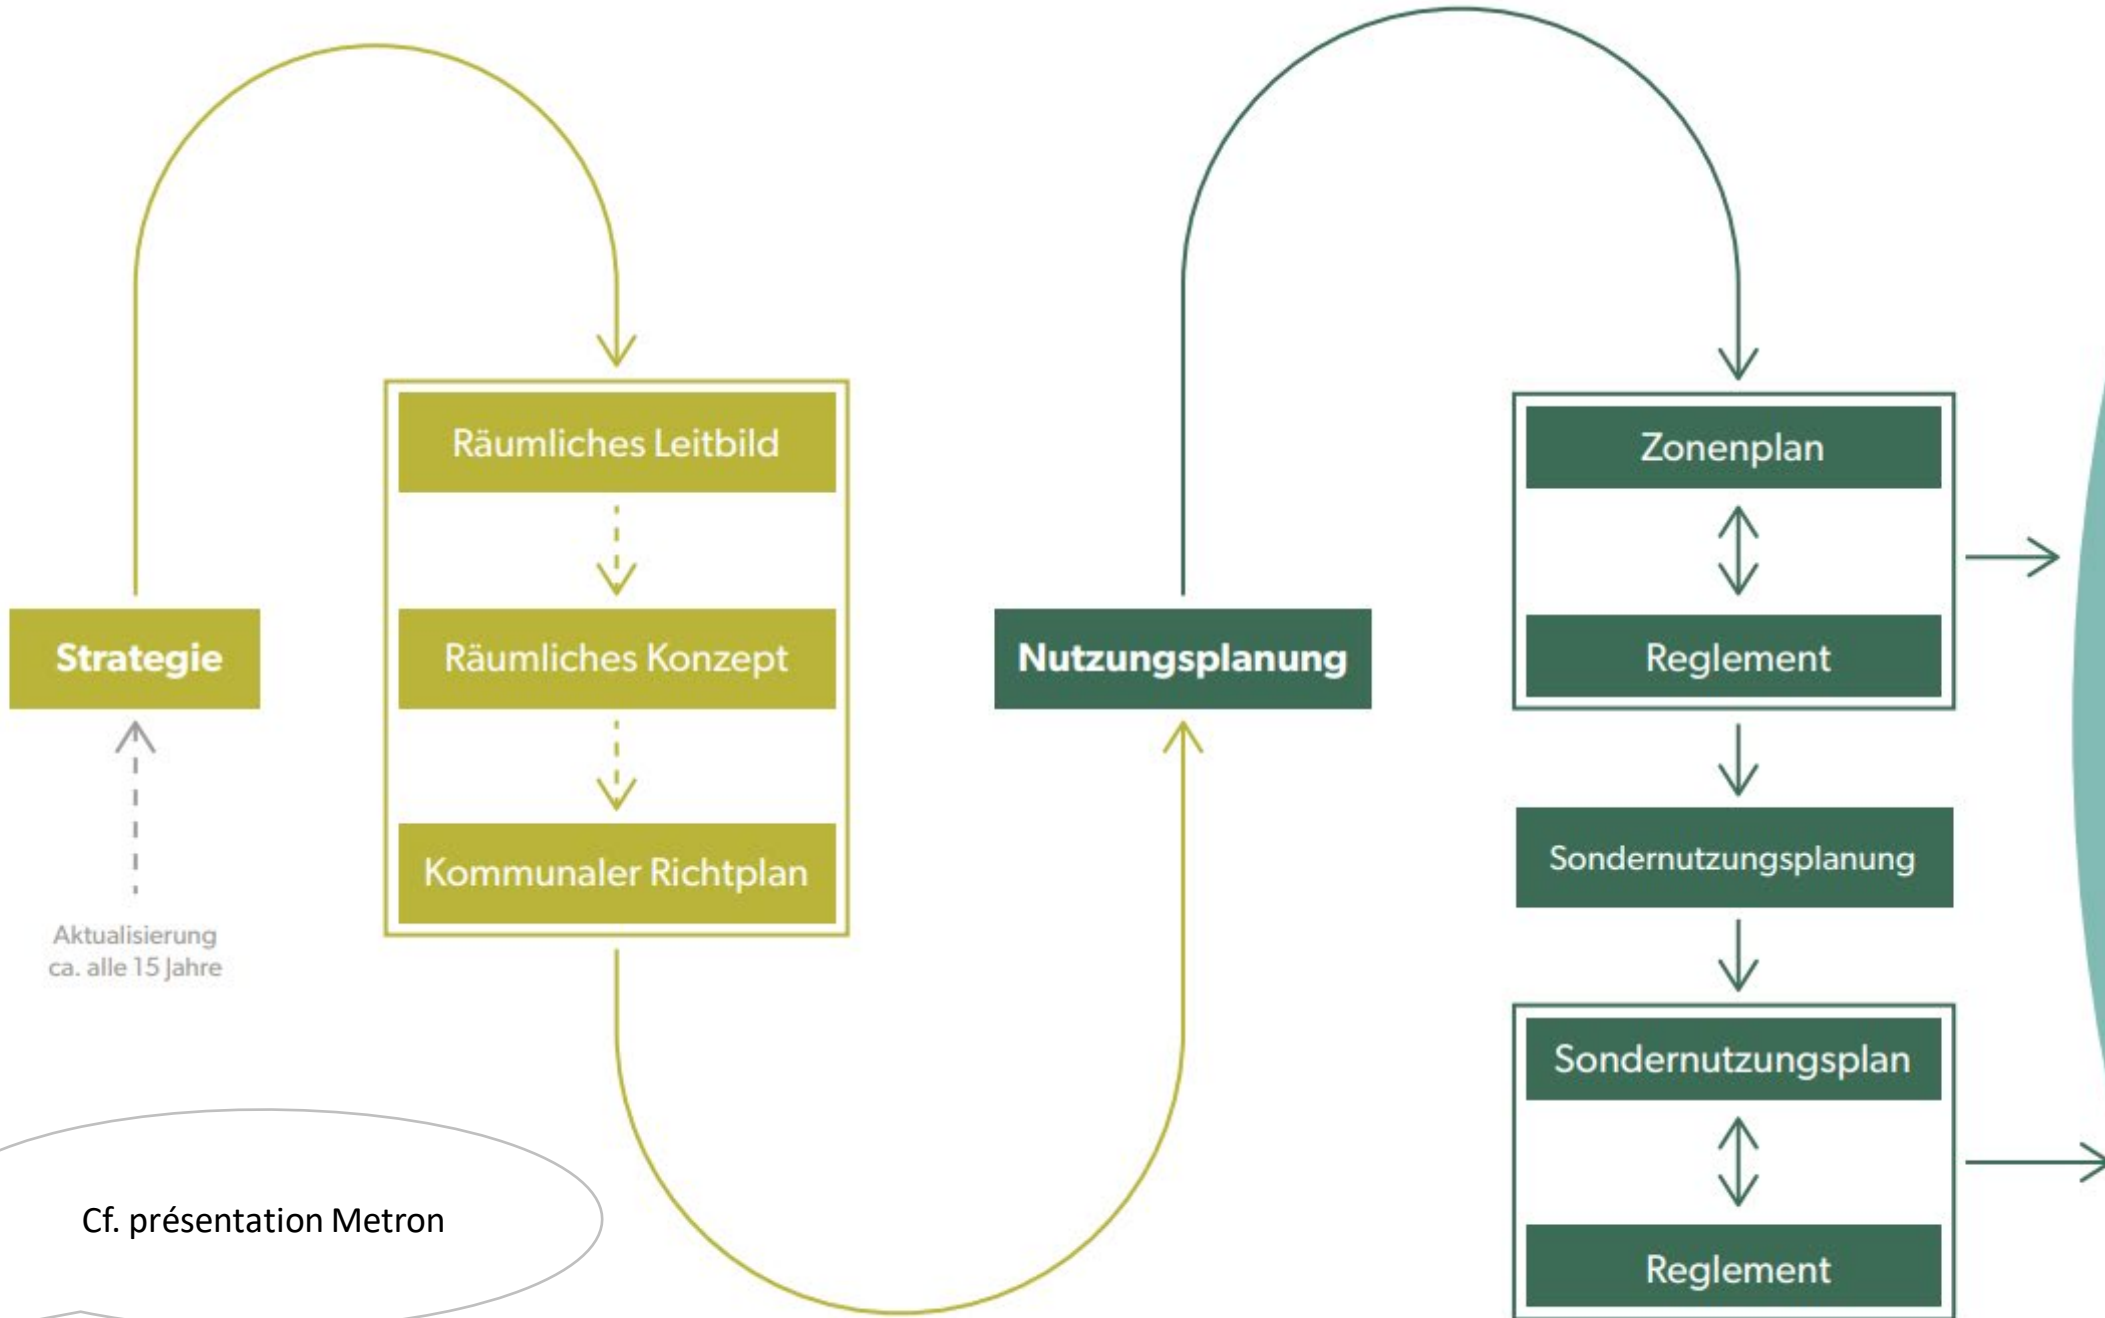 Strategie
Aktualisierung
ca. alle 15 Jahre
Räumliches Leitbild
Räumliches Konzept
Kommunaler Richtplan
Nutzungsplanung
Zonenplan
Reglement
Sondernutzungsplanung
Sondernutzungsplan
Reglement
Cf. présentation Metron